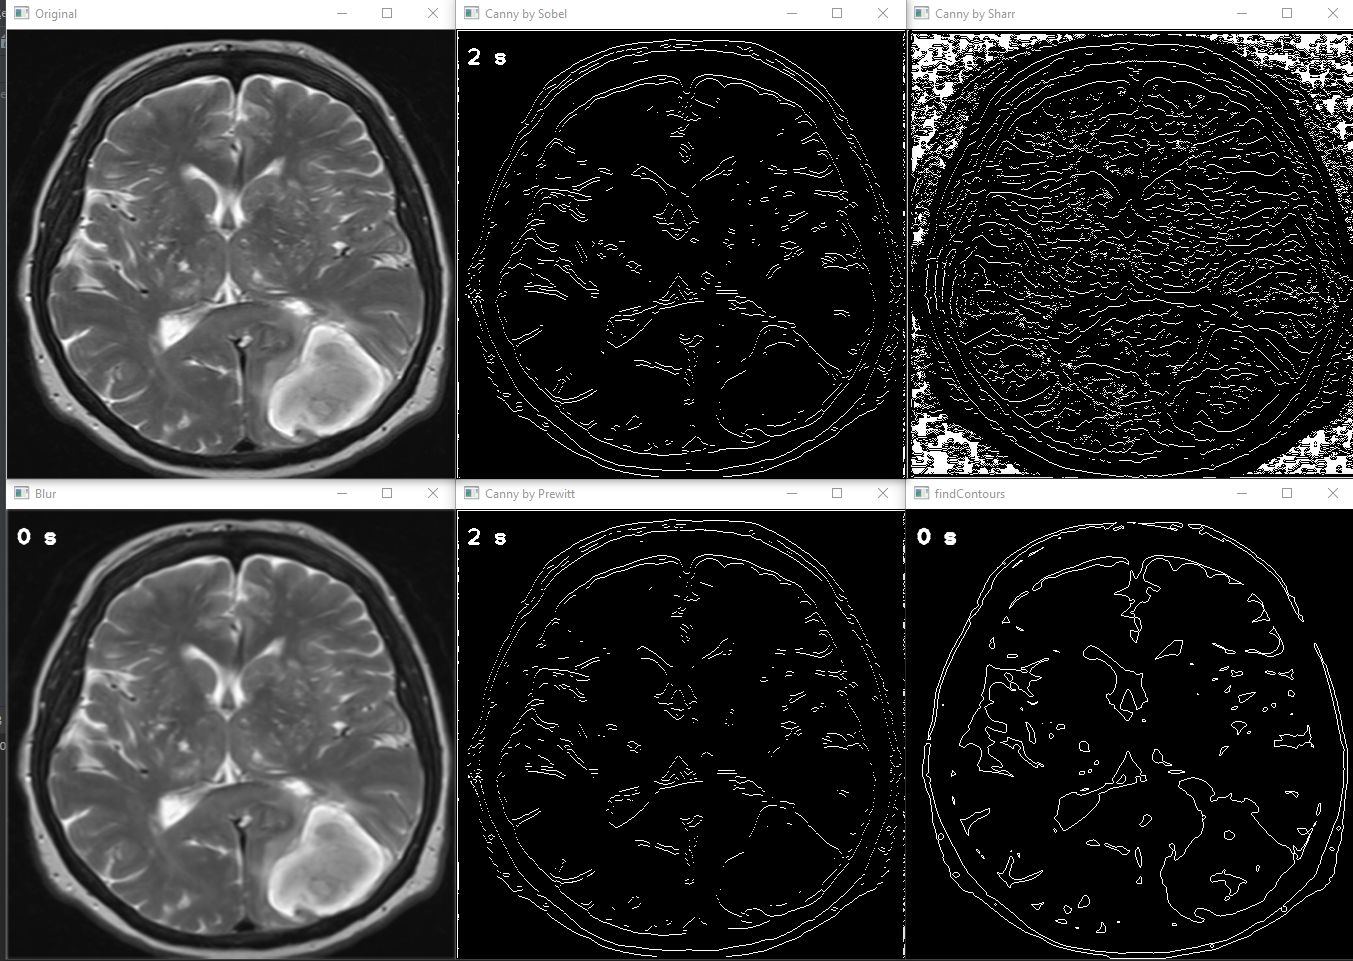 Original
Canny by Sobel
Canny by Sharr
2 s
Blur
Canny by Prewitt
findContours
0 s
2 s
0 s